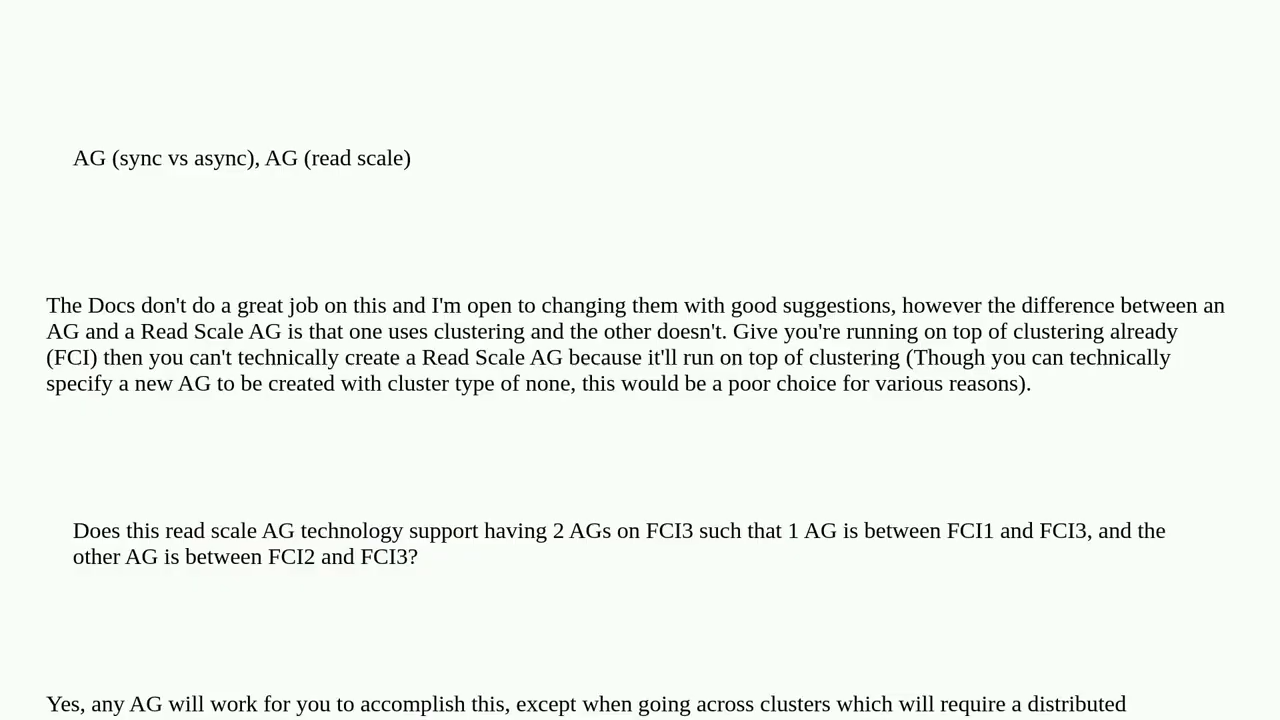 AG (sync vs async), AG (read scale)
The Docs don't do a great job on this and I'm open to changing them with good suggestions, however the difference between an
AG and a Read Scale AG is that one uses clustering and the other doesn't. Give you're running on top of clustering already
(FCI) then you can't technically create a Read Scale AG because it'll run on top of clustering (Though you can technically
specify a new AG to be created with cluster type of none, this would be a poor choice for various reasons).
Does this read scale AG technology support having 2 AGs on FCI3 such that 1 AG is between FCI1 and FCI3, and the
other AG is between FCI2 and FCI3?
Yes, any AG will work for you to accomplish this, except when going across clusters which will require a distributed